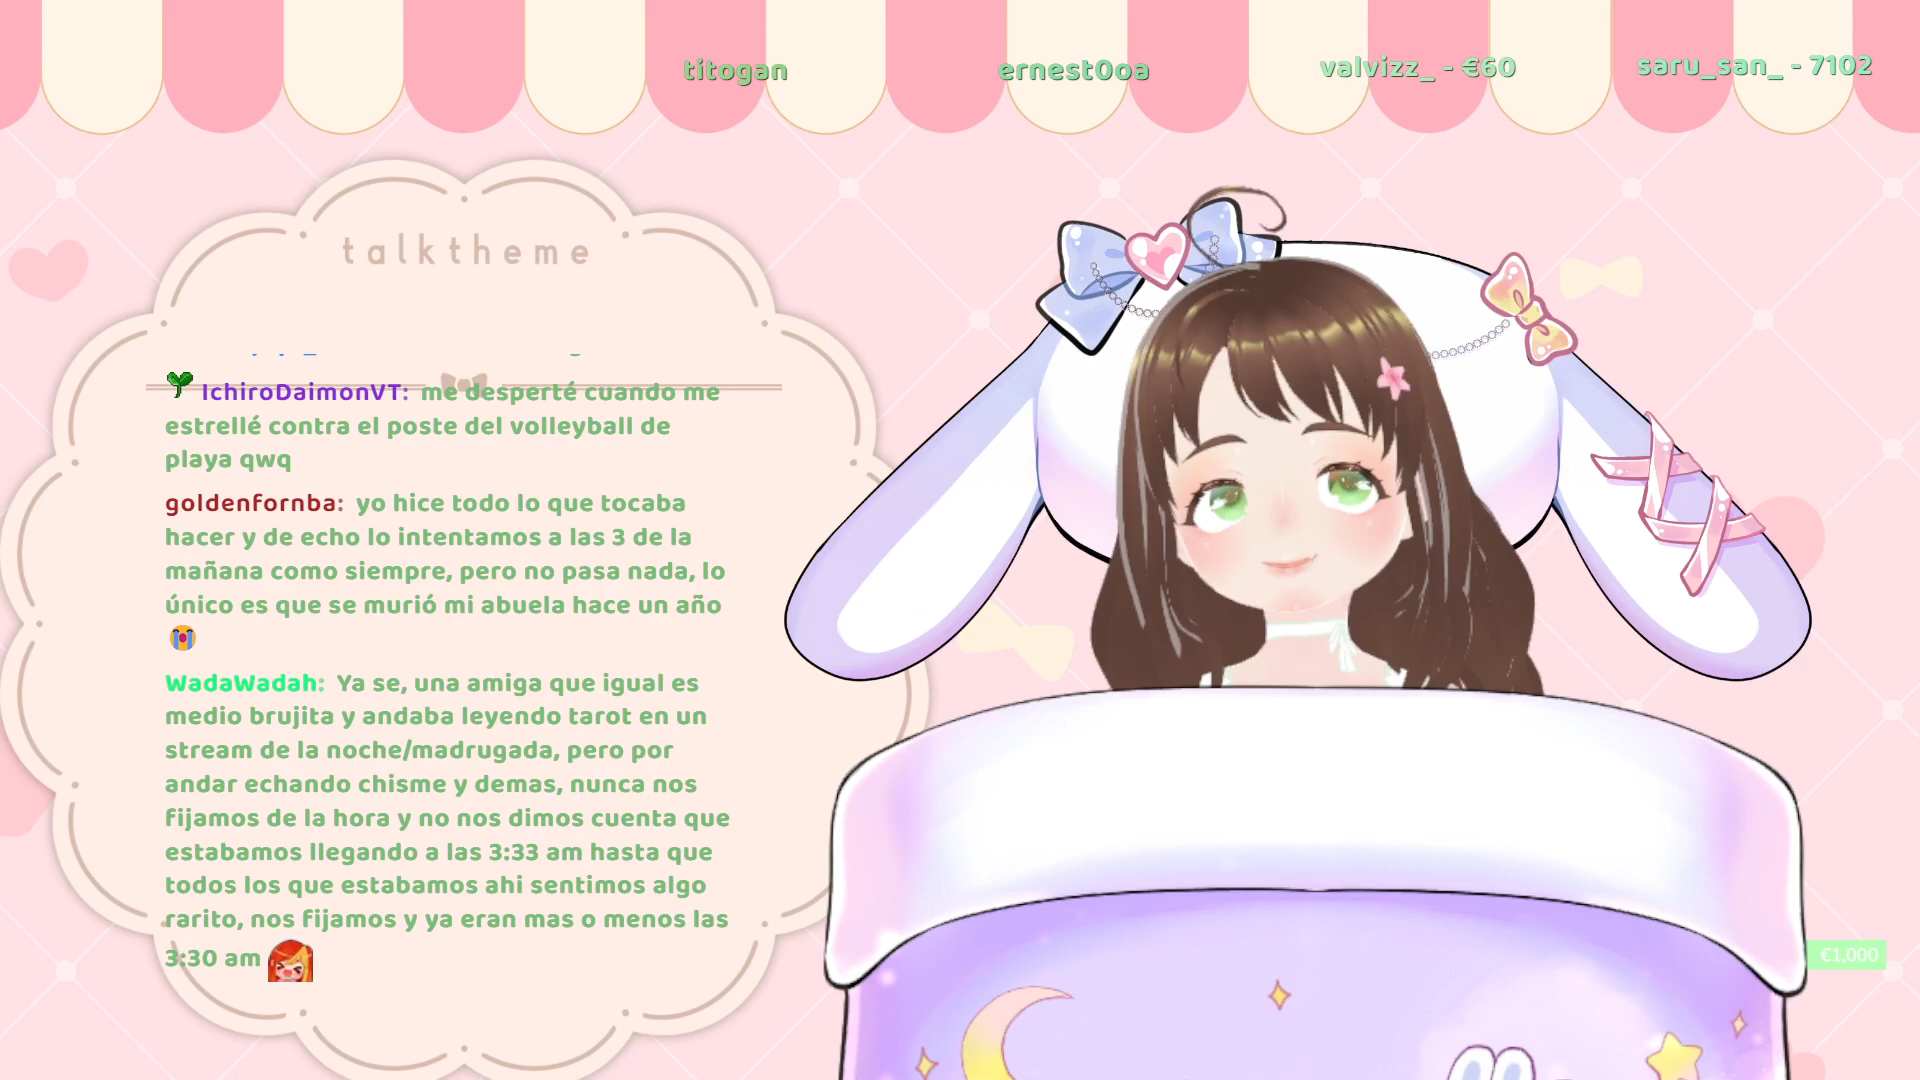 titogan
ernest0oa
valvizz_ - €60
saru_san_ - 7102
talktheme
IchiroDaimonVT: me desperté cuando me
estrellé contra el poste del volleyball de
playa qwq
goldenfornba: yo hice todo lo que tocaba
hacer y de echo lo intentamos a las 3 de la
mañana como siempre, pero no pasa nada, lo
único es que se murió mi abuela hace un año
WadaWadah: Ya se, una amiga que igual es
medio brujita y andaba leyendo tarot en un
stream de la noche/madrugada, pero por
andar echando chisme y demas, nunca nos
fijamos de la hora y no nos dimos cuenta que
estabamos llegando a las 3:33 am hasta que
todos los que estabamos ahi sentimos algo
rarito, nos fijamos y ya eran mas o menos las
3:30 am
€1,000